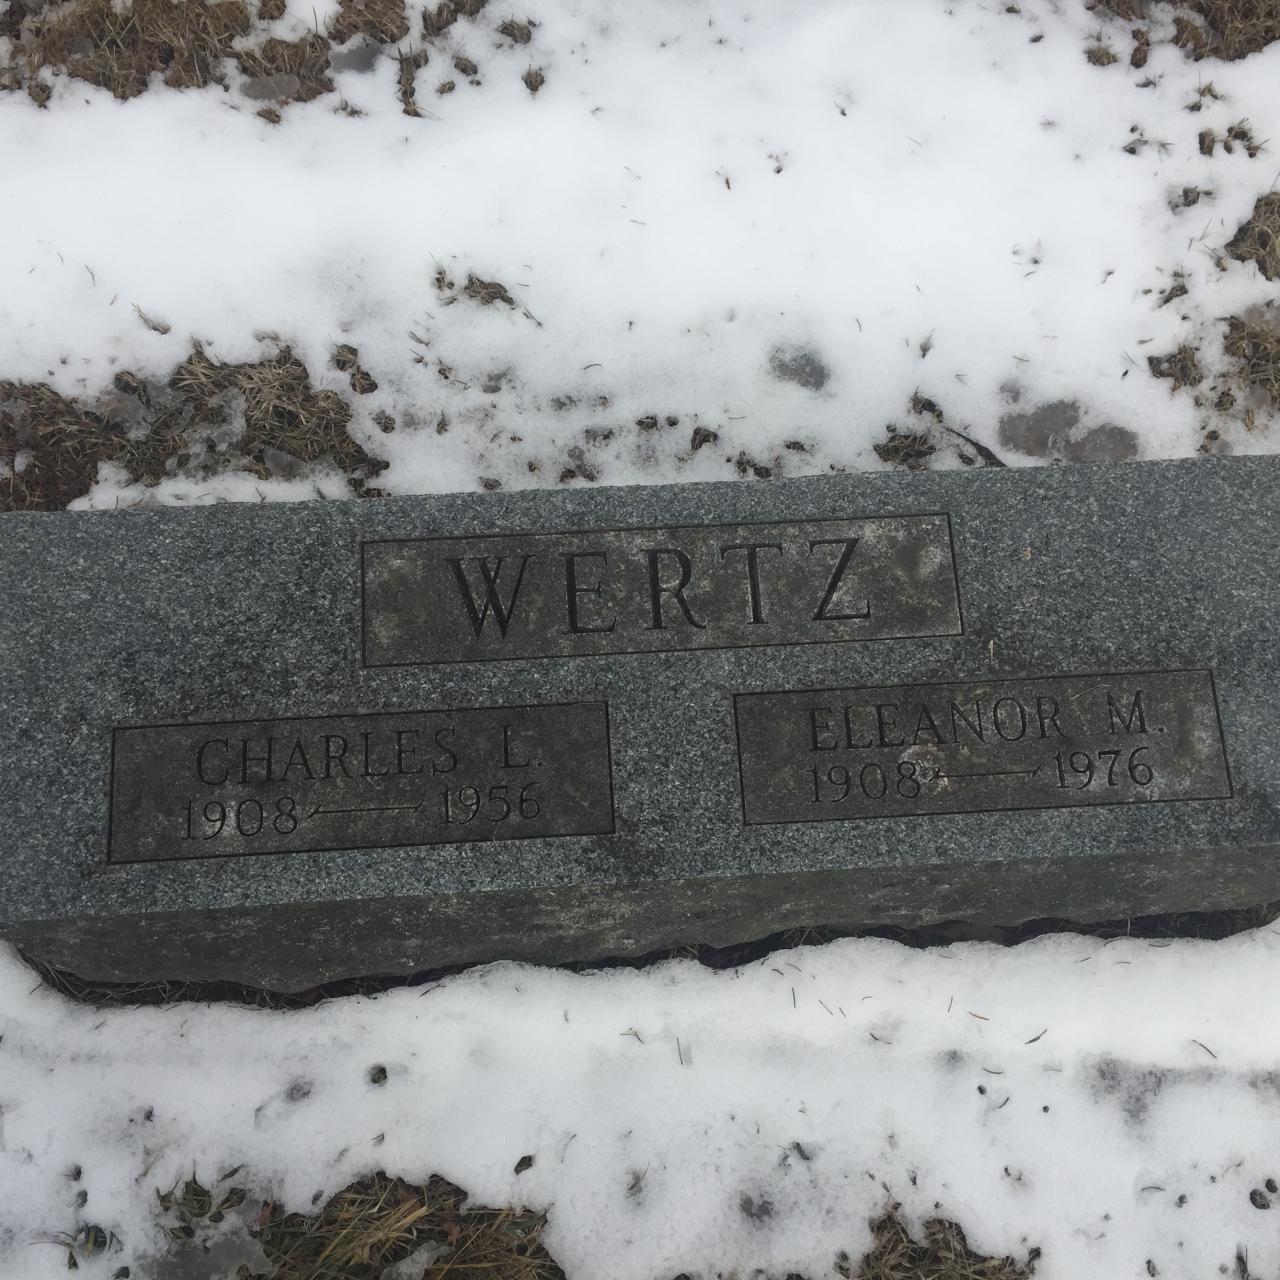 WERTZ
CHARLES L.
1908 — 1956
ELEANOR M.
1908 — 1976